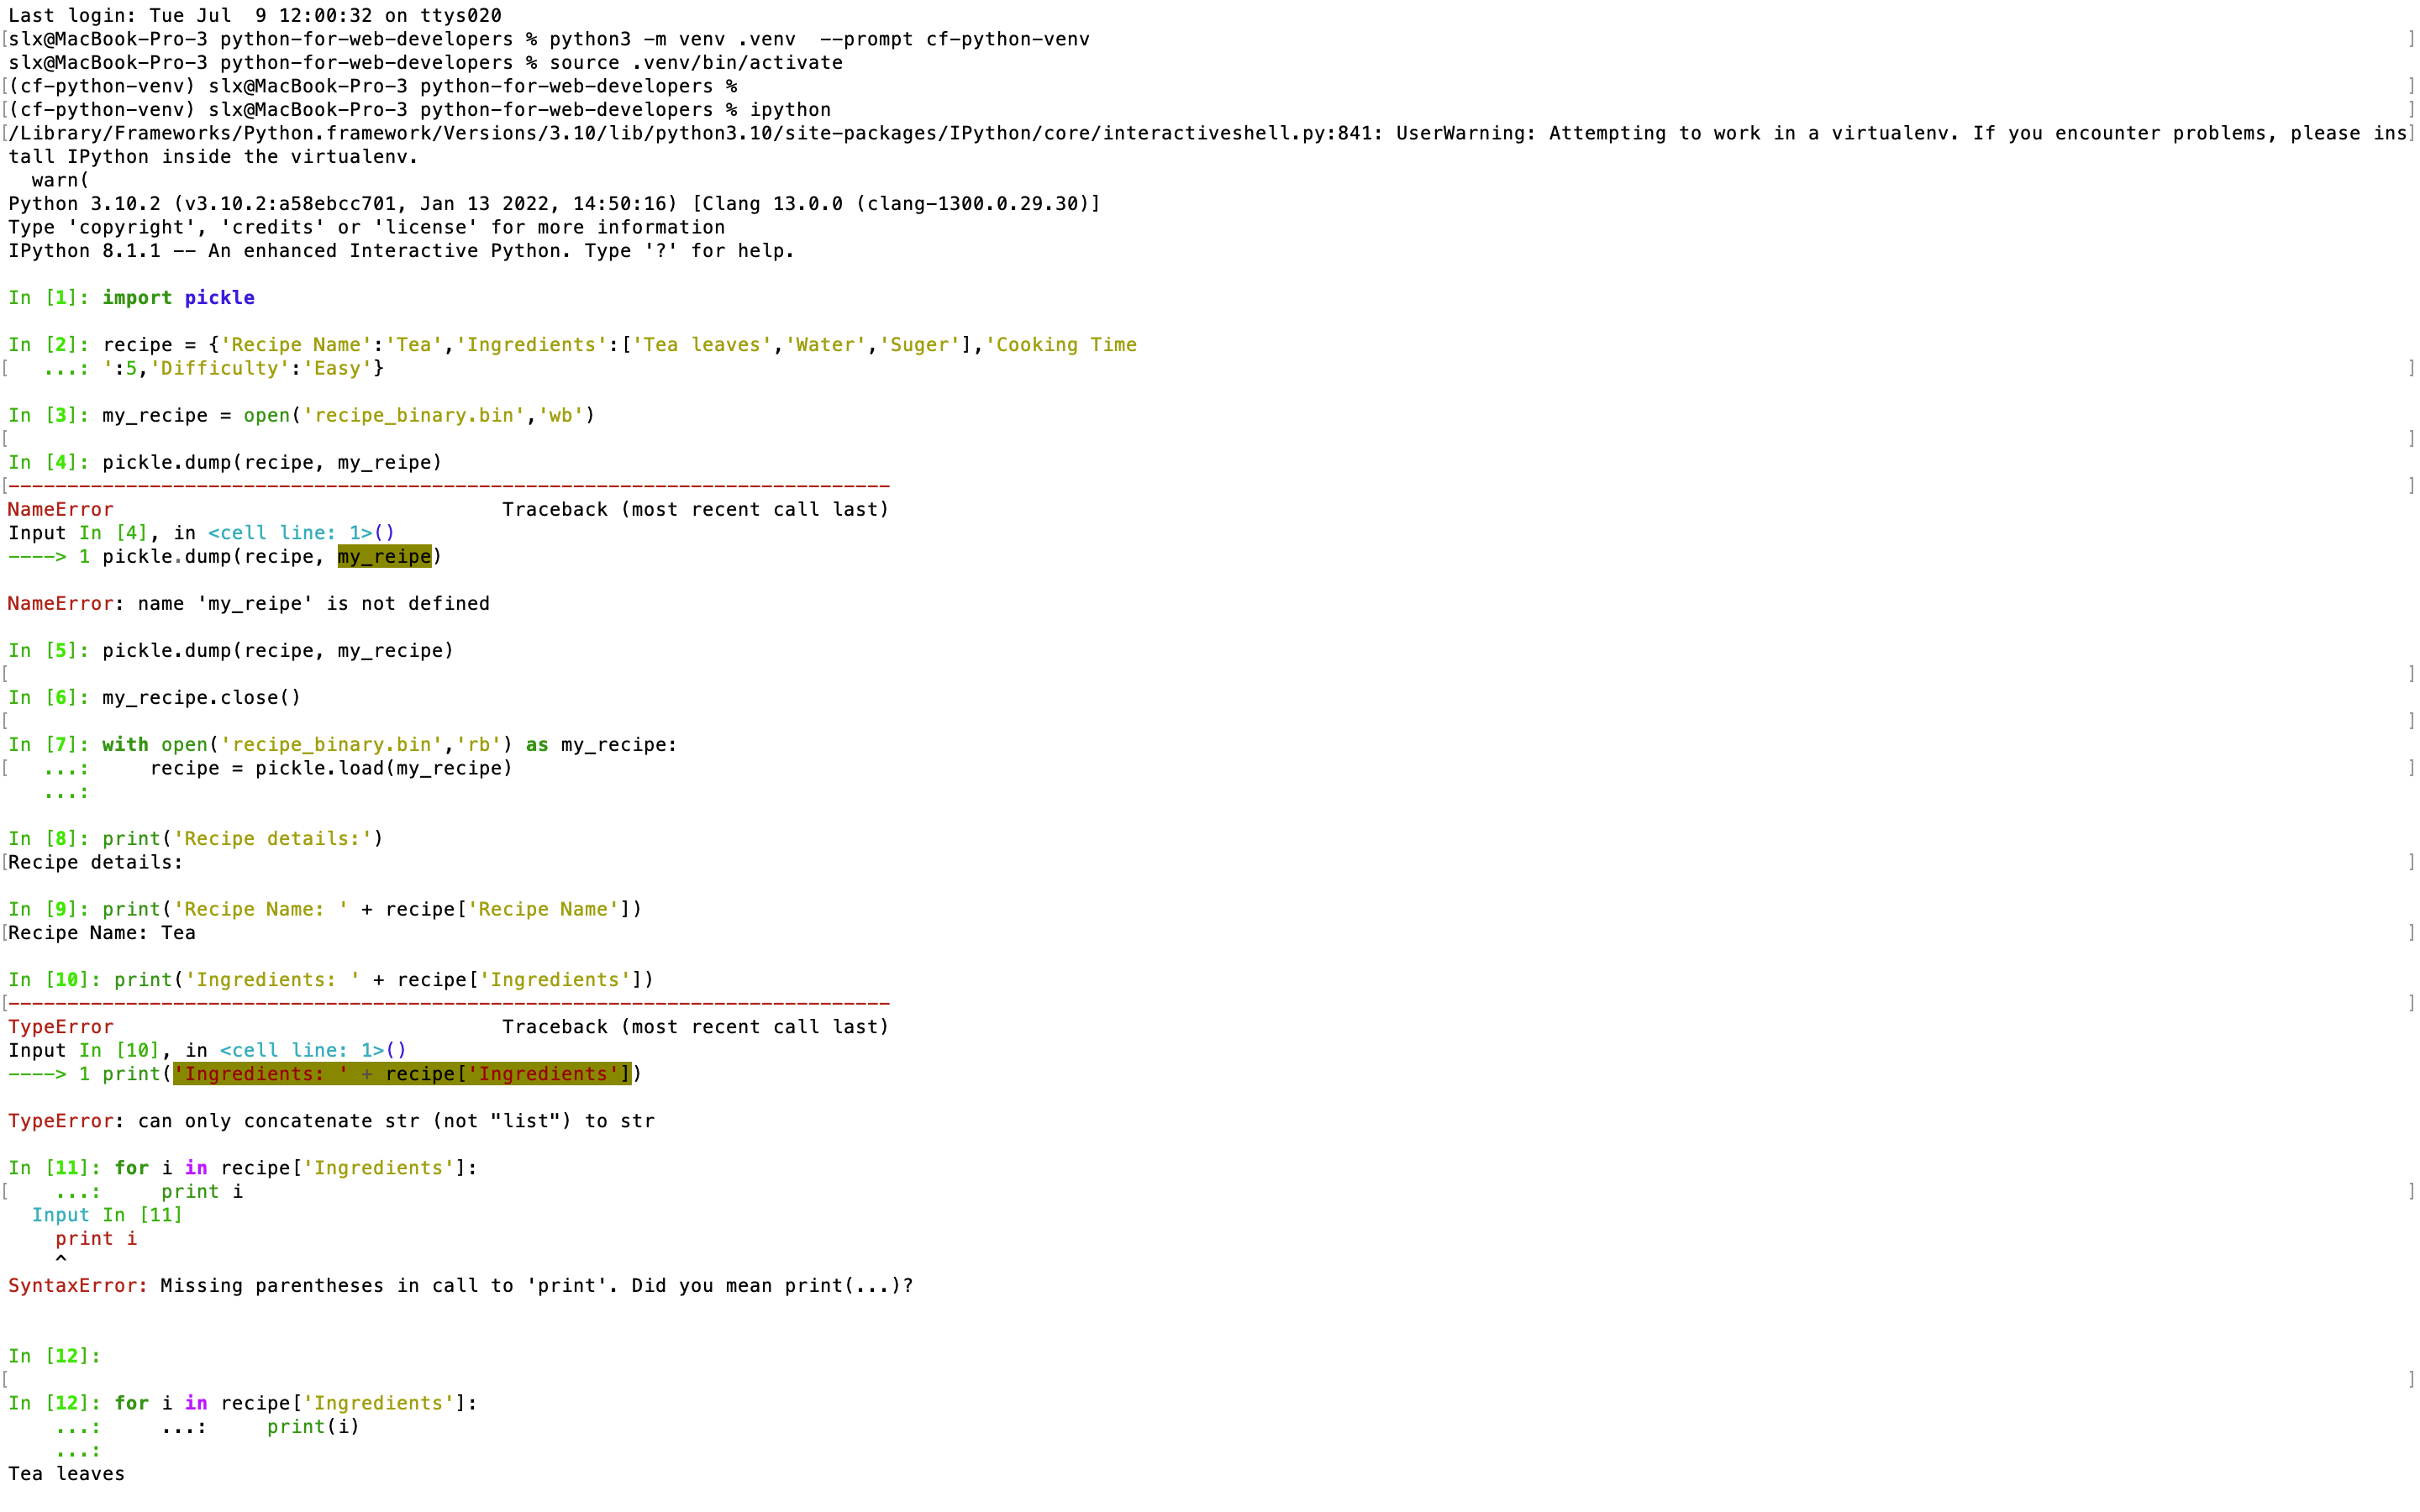 Last login: Tue Jul  9 12:00:32 on ttys020
[slx@MacBook-Pro-3 python-for-web-developers % python3 -m venv .venv  --prompt cf-python-venv ]
slx@MacBook-Pro-3 python-for-web-developers % source .venv/bin/activate
[(cf-python-venv) slx@MacBook-Pro-3 python-for-web-developers % ]
[(cf-python-venv) slx@MacBook-Pro-3 python-for-web-developers % ipython ]
[/Library/Frameworks/Python.framework/Versions/3.10/lib/python3.10/site-packages/IPython/core/interactiveshell.py:841: UserWarning: Attempting to work in a virtualenv. If you encounter problems, please ins]
tall IPython inside the virtualenv.
  warn(
Python 3.10.2 (v3.10.2:a58ebcc701, Jan 13 2022, 14:50:16) [Clang 13.0.0 (clang-1300.0.29.30)]
Type 'copyright', 'credits' or 'license' for more information
IPython 8.1.1 -- An enhanced Interactive Python. Type '?' for help.

In [1]: import pickle

In [2]: recipe = {'Recipe Name':'Tea','Ingredients':['Tea leaves','Water','Suger'],'Cooking Time
[   ...: ':5,'Difficulty':'Easy'} ]

In [3]: my_recipe = open('recipe_binary.bin','wb')
[ ]
In [4]: pickle.dump(recipe, my_reipe)
[--------------------------------------------------------------------------- ]
NameError                                 Traceback (most recent call last)
Input In [4], in <cell line: 1>()
----> 1 pickle.dump(recipe, my_reipe)

NameError: name 'my_reipe' is not defined

In [5]: pickle.dump(recipe, my_recipe)
[ ]
In [6]: my_recipe.close()
[ ]
In [7]: with open('recipe_binary.bin','rb') as my_recipe:
[   ...:     recipe = pickle.load(my_recipe) ]
   ...:

In [8]: print('Recipe details:')
[Recipe details: ]

In [9]: print('Recipe Name: ' + recipe['Recipe Name'])
[Recipe Name: Tea ]

In [10]: print('Ingredients: ' + recipe['Ingredients'])
[--------------------------------------------------------------------------- ]
TypeError                                 Traceback (most recent call last)
Input In [10], in <cell line: 1>()
----> 1 print('Ingredients: ' + recipe['Ingredients'])

TypeError: can only concatenate str (not "list") to str

In [11]: for i in recipe['Ingredients']:
[    ...:     print i ]
  Input In [11]
    print i
    ^
SyntaxError: Missing parentheses in call to 'print'. Did you mean print(...)?

In [12]:
[ ]
In [12]: for i in recipe['Ingredients']:
    ...:     ...:     print(i)
    ...:
Tea leaves